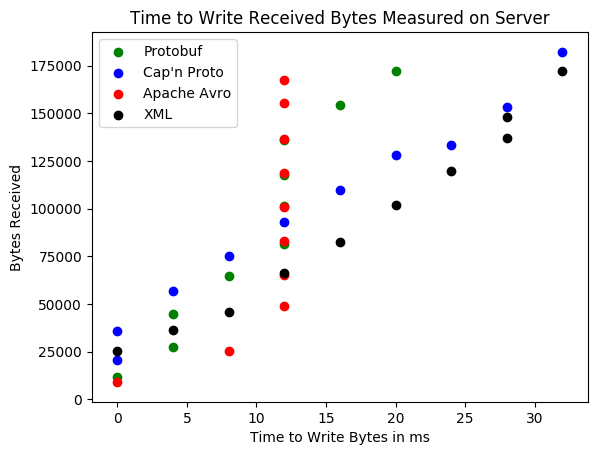 Time to Write Received Bytes Measured on Server
Protobuf
Cap'n Proto
Apache Avro
XML
175000
150000
125000
100000
75000
50000
25000
0
Bytes Received
0 5 10 15 20 25 30
Time to Write Bytes in ms